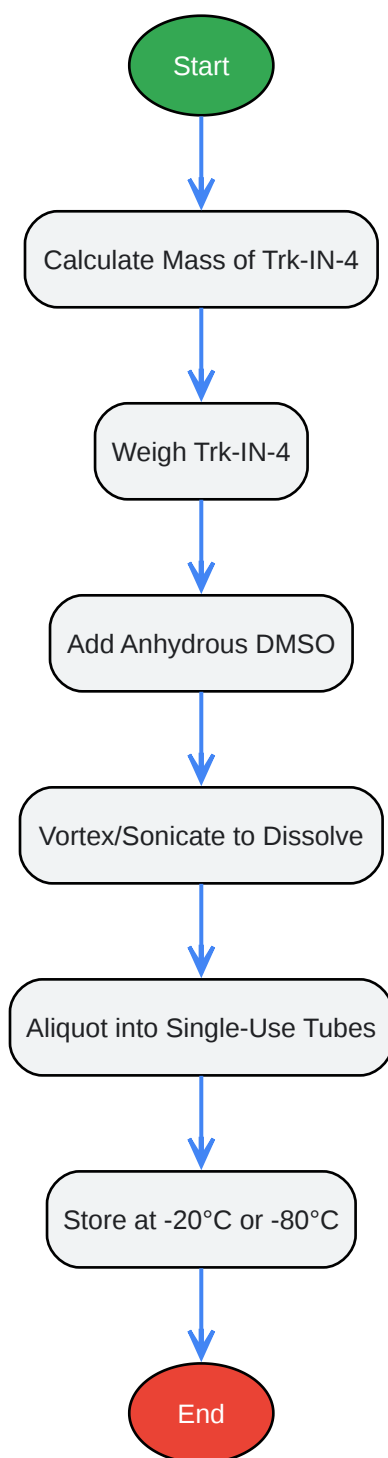 Start
Calculate Mass of Trk-IN-4
Weigh Trk-IN-4
Add Anhydrous DMSO
Vortex/Sonicate to Dissolve
Aliquot into Single-Use Tubes
Store at -20°C or -80°C
End